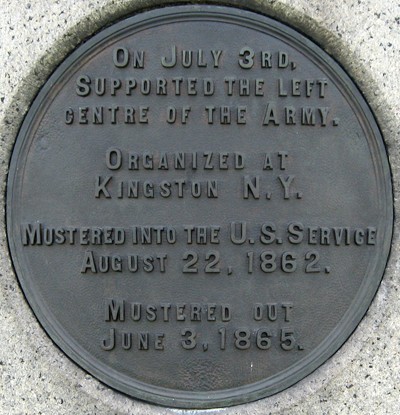 On July 3rd,
Supported the left
centre of the Army.
Organized at
Kingston N.Y.
Mustered into the U.S. Service
August 22, 1862.
Mustered out
June 3, 1865.